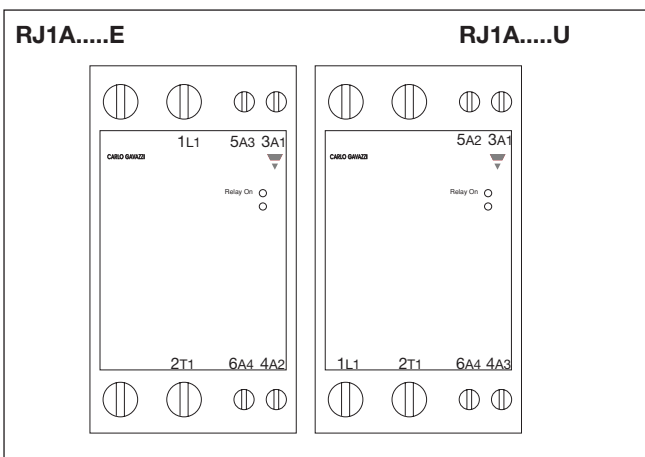 RJ1A.....E
RJ1A.....U
1L1 5A3 3A1
CARLO GAVAZZI
Relay On
2T1 6A4 4A2
5A2 3A1
CARLO GAVAZZI
Relay On
1L1 2T1 6A4 4A3